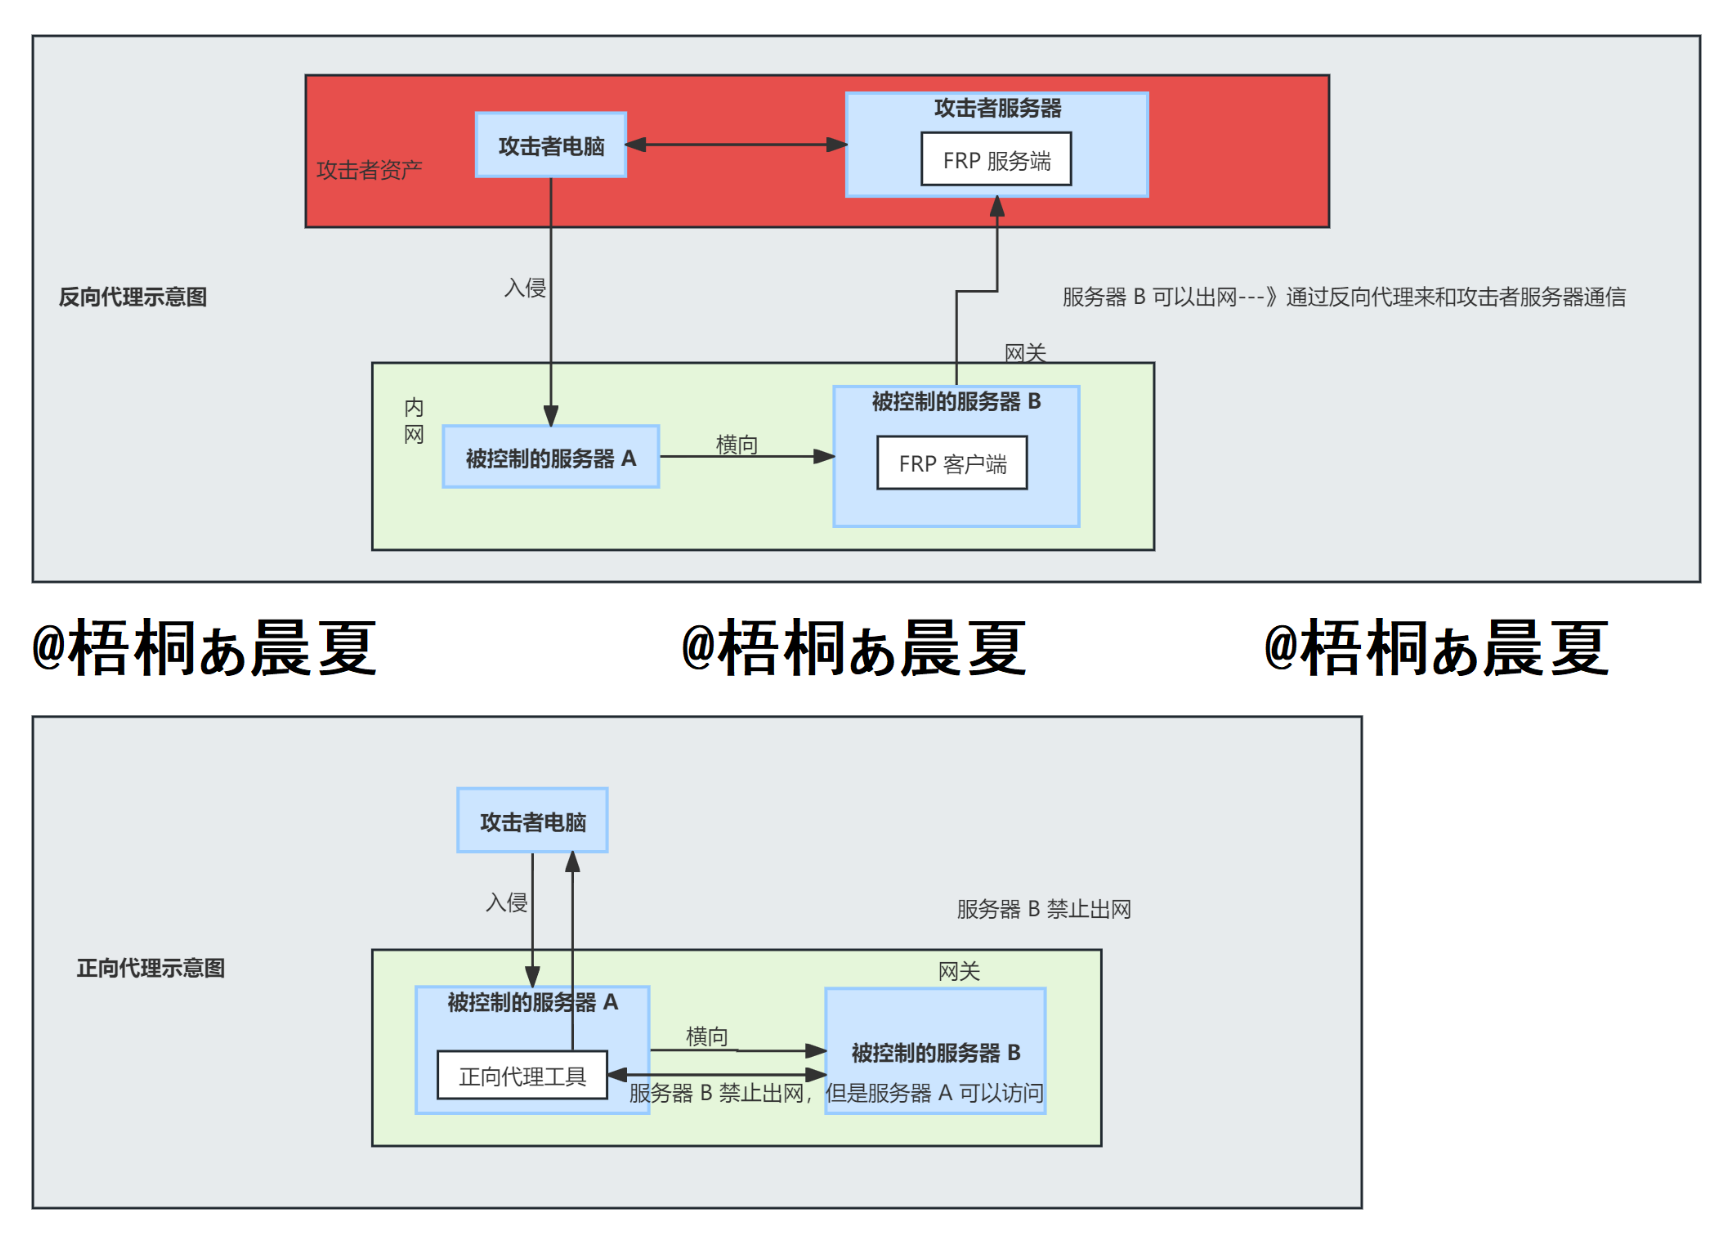 攻击者服务器
攻击者电脑
FRP 服务端
攻击者资产
入侵
反向代理示意图
服务器 B 可以出网---》通过反向代理来和攻击者服务器通信
网关
内
网
被控制的服务器 B
横向
被控制的服务器 A
FRP 客户端
@梧桐ぁ晨夏 @梧桐ぁ晨夏 @梧桐ぁ晨夏
攻击者电脑
入侵
服务器 B 禁止出网
正向代理示意图
网关
被控制的服务器 A
横向
被控制的服务器 B
正向代理工具
服务器 B 禁止出网，但是服务器 A 可以访问